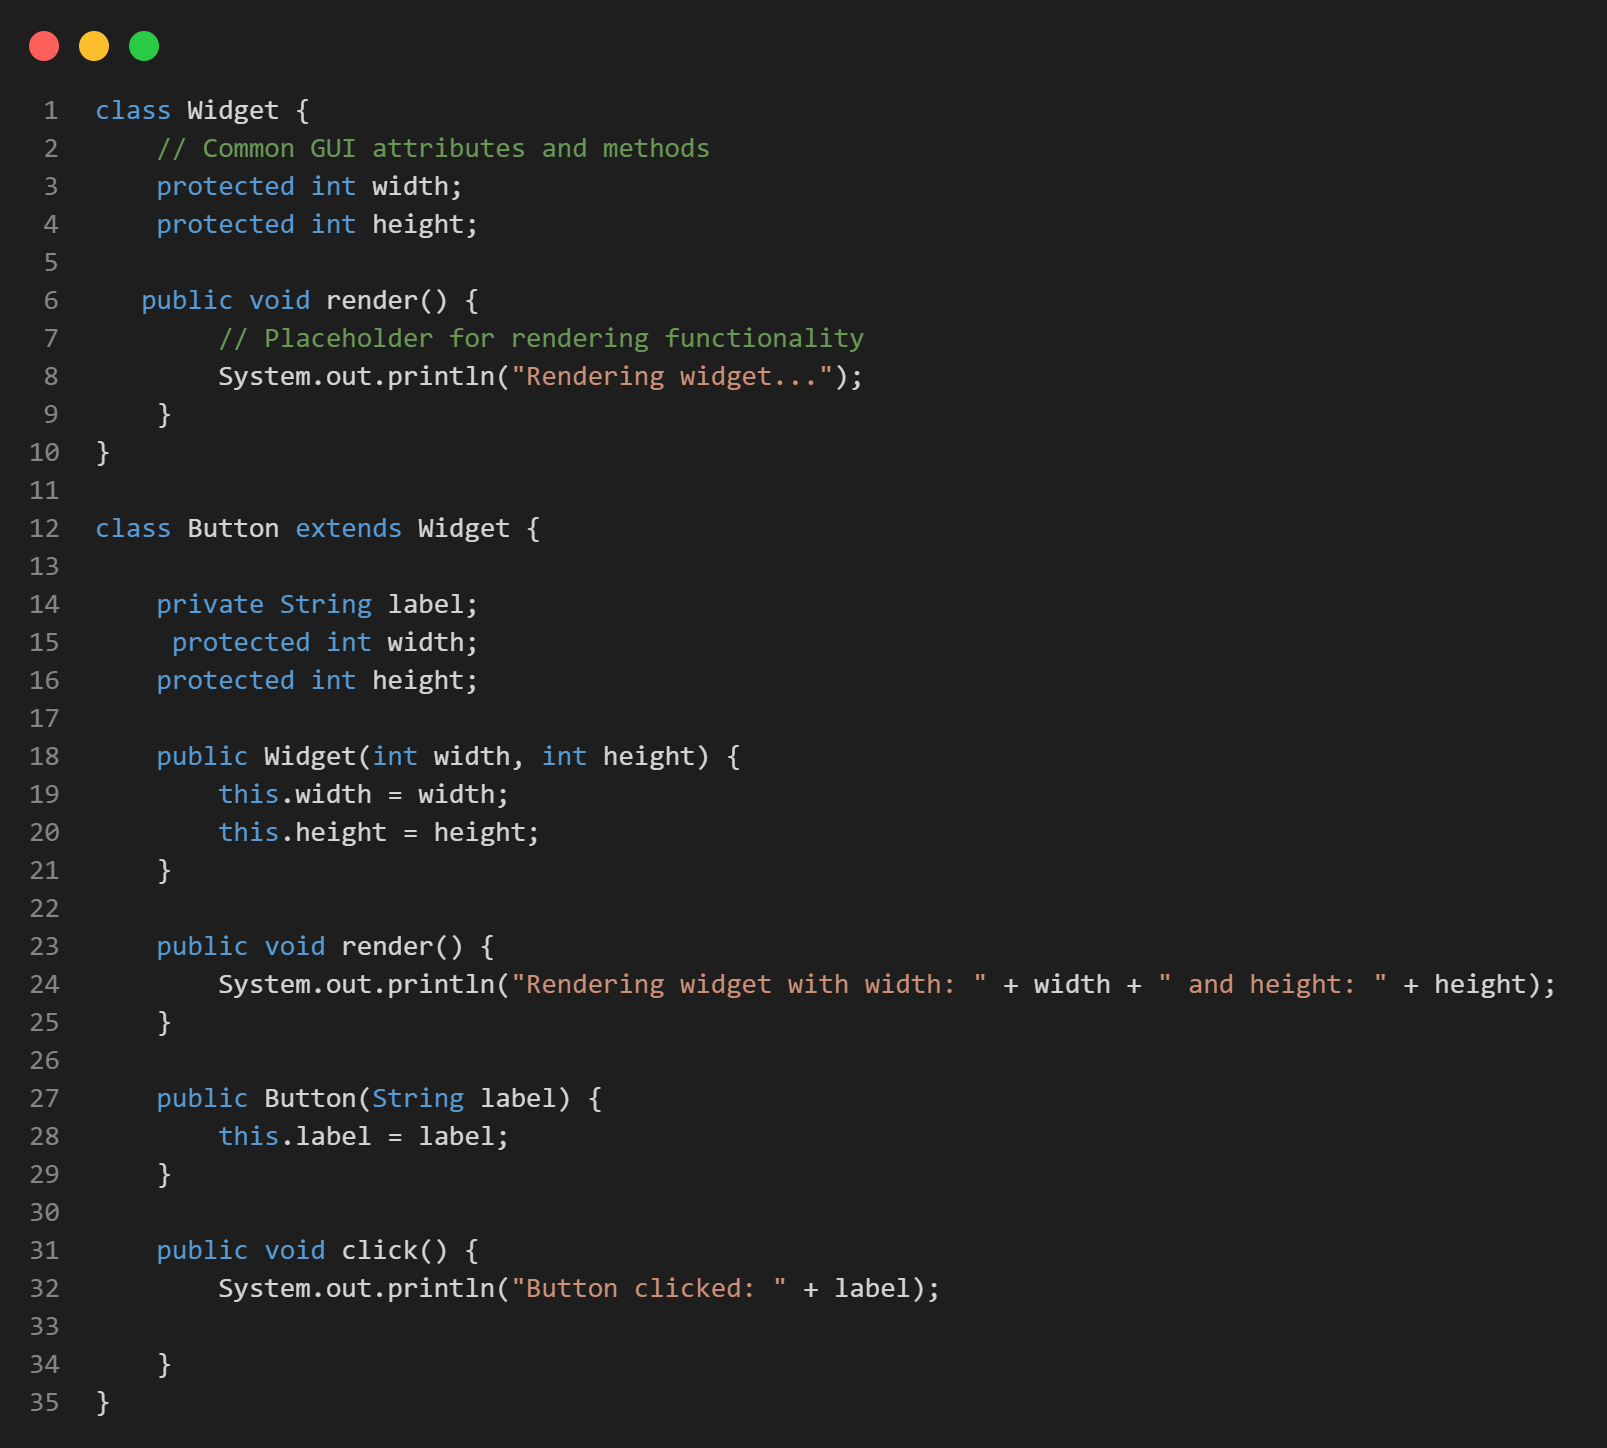 1 class Widget {
2     // Common GUI attributes and methods
3     protected int width;
4     protected int height;
5
6    public void render() {
7         // Placeholder for rendering functionality
8         System.out.println("Rendering widget...");
9     }
10 }
11
12 class Button extends Widget {
13
14     private String label;
15      protected int width;
16     protected int height;
17
18     public Widget(int width, int height) {
19         this.width = width;
20         this.height = height;
21     }
22
23     public void render() {
24         System.out.println("Rendering widget with width: " + width + " and height: " + height);
25     }
26
27     public Button(String label) {
28         this.label = label;
29     }
30
31     public void click() {
32         System.out.println("Button clicked: " + label);
33
34     }
35 }